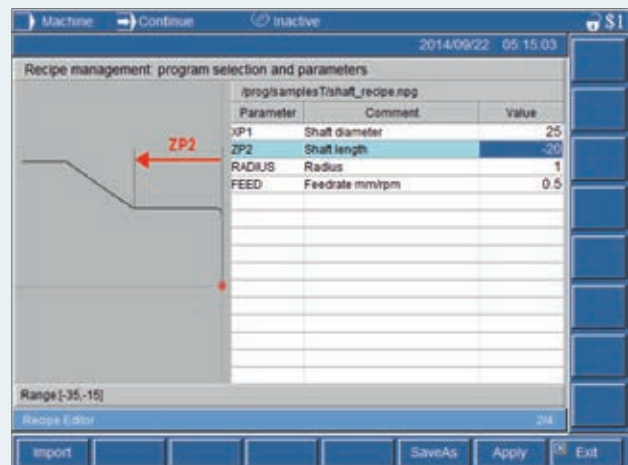 Machine Continue Inactive $1
2014/09/22 05:15:03
Recipe management: program selection and parameters
/prog/samplesT/shaft_recipe.npg
Parameter Comment Value
XP1 Shaft diameter 25
ZP2 Shaft length -20
RADIUS Radius 1
FEED Feedrate mm/rpm 0.5
ZP2
Range:[-35,-15]
Recipe Editor 2/4
Import SaveAs Apply Exit